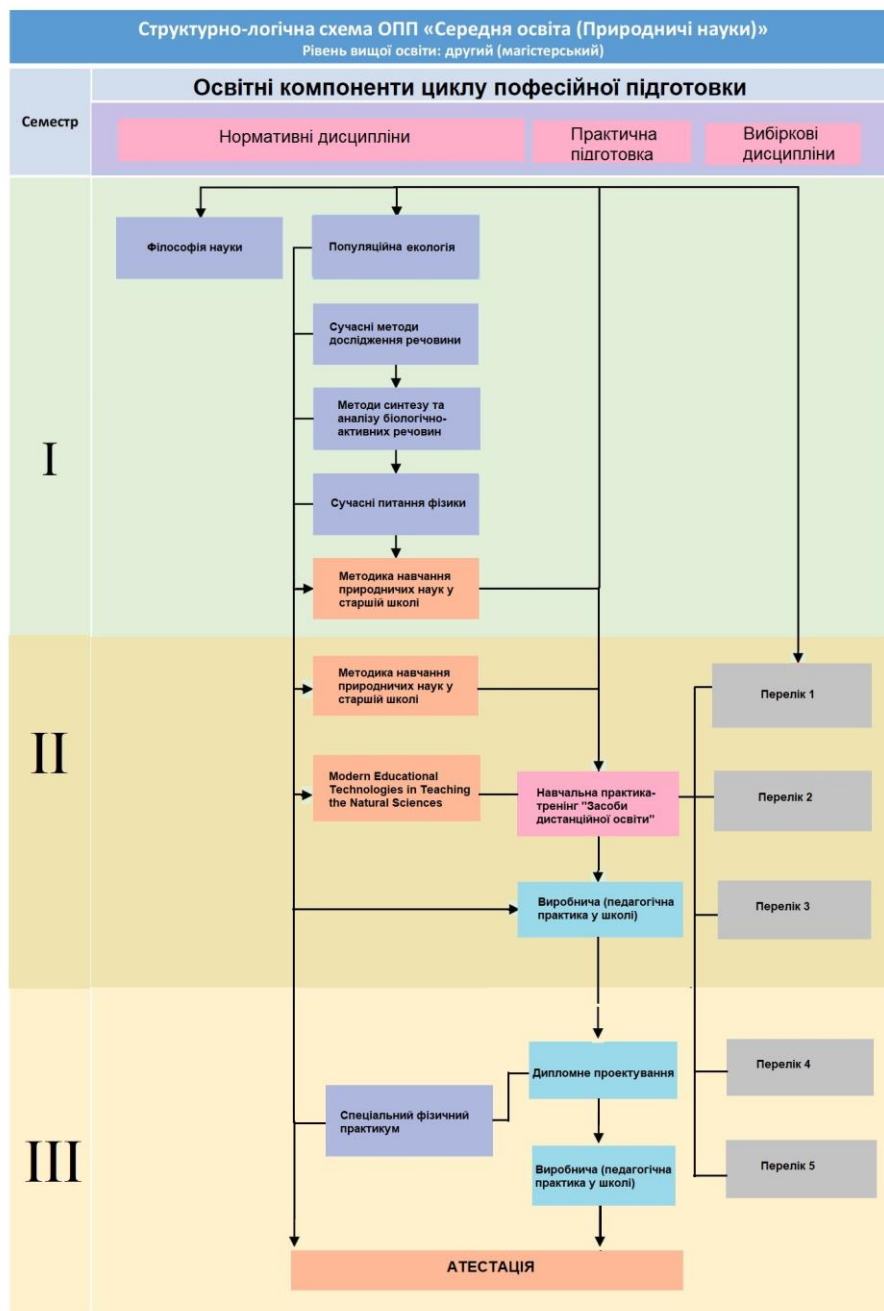 Структурно-логічна схема ОПП «Середня освіта (Природничі науки)»
Рівень вищої освіти: другий (магістерський)
Семестр
Освітні компоненти циклу пофесійної підготовки
Нормативні дисципліни
Практична
підготовка
Вибіркові
дисципліни
I
Філософія науки
Популяційна екологія
Сучасні методи
дослідження речовини
Методи синтезу та
аналізу біологічно-
активних речовин
Сучасні питання фізики
Методика навчання
природничих наук у
старшій школі
II
Методика навчання
природничих наук у
старшій школі
Перелік 1
Modern Educational
Technologies in Teaching
the Natural Sciences
Навчальна практика-
тренінг "Засоби
дистанційної освіти"
Перелік 2
Виробнича (педагогічна
практика у школі)
Перелік 3
III
Дипломне проектування
Перелік 4
Спеціальний фізичний
практикум
Виробнича (педагогічна
практика у школі)
Перелік 5
АТЕСТАЦІЯ